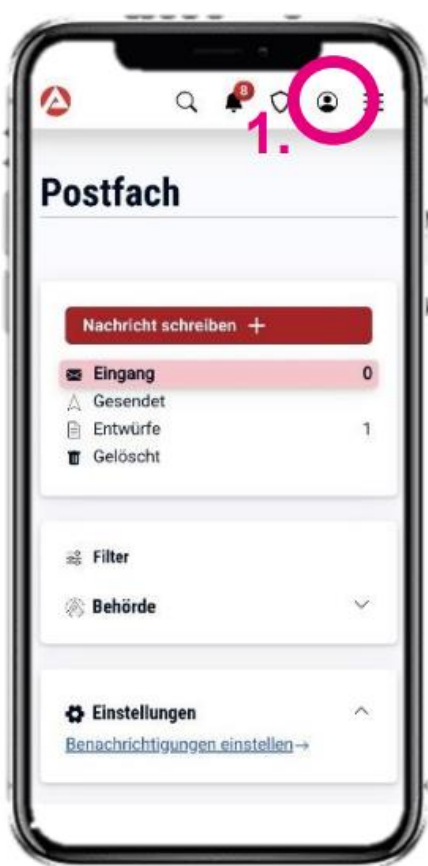 8
1.
Postfach
Nachricht schreiben +
Eingang 0
Gesendet
Entwürfe 1
Gelöscht
Filter
Behörde
Einstellungen
Benachrichtigungen einstellen→